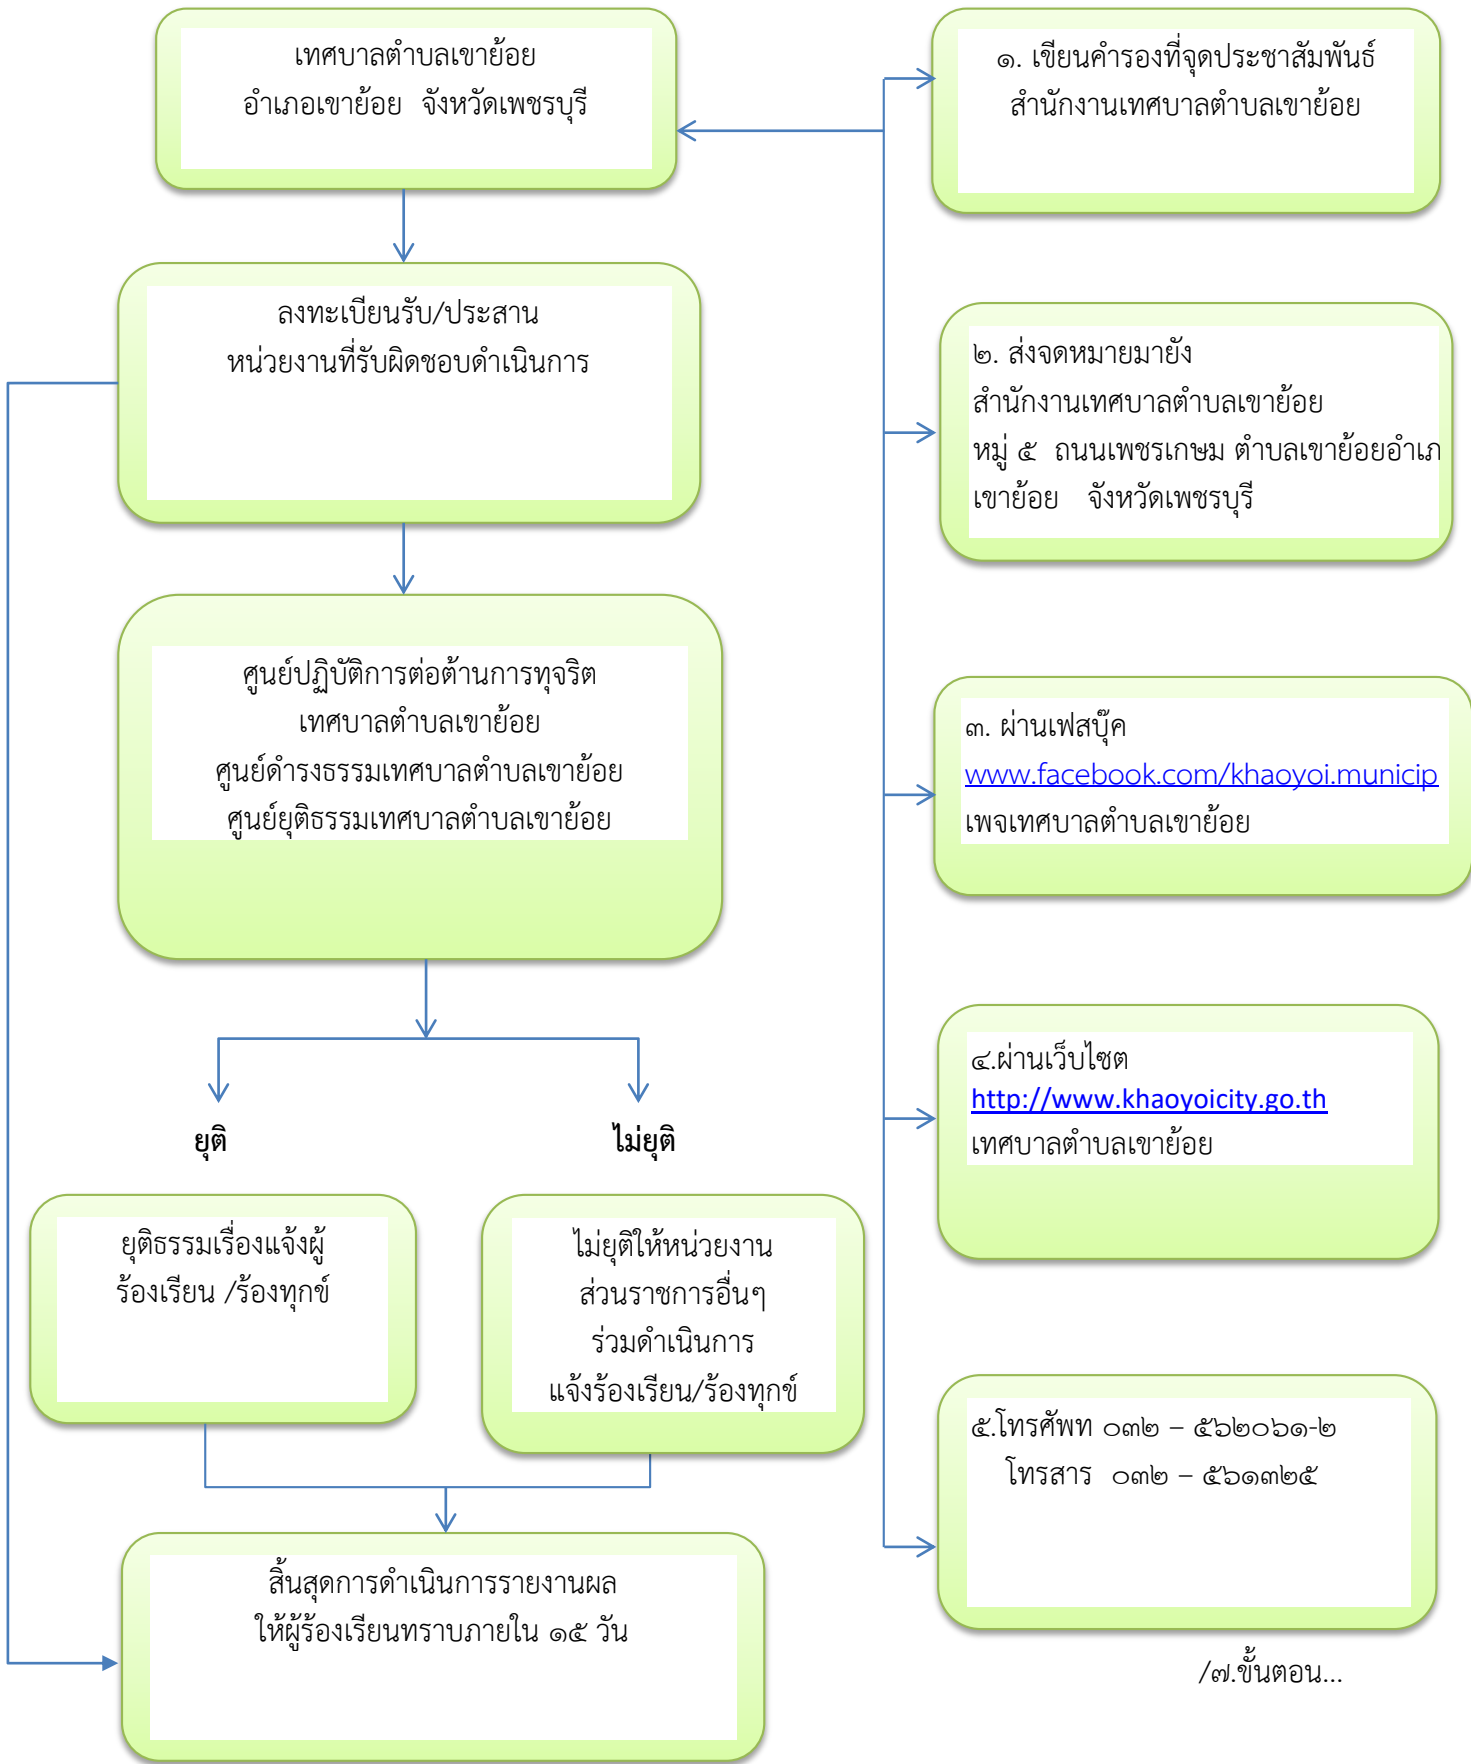 เทศบาลตำบลเขาย้อย
อำเภอเขาย้อย จังหวัดเพชรบุรี
ลงทะเบียนรับ/ประสาน
หน่วยงานที่รับผิดชอบดำเนินการ
ศูนย์ปฏิบัติการต่อต้านการทุจริต
เทศบาลตำบลเขาย้อย
ศูนย์ดำรงธรรมเทศบาลตำบลเขาย้อย
ศูนย์ยุติธรรมเทศบาลตำบลเขาย้อย
ยุติ
ไม่ยุติ
ยุติธรรมเรื่องแจ้งผู้
ร้องเรียน /ร้องทุกข์
ไม่ยุติให้หน่วยงาน
ส่วนราชการอื่นๆ
ร่วมดำเนินการ
แจ้งร้องเรียน/ร้องทุกข์
สิ้นสุดการดำเนินการรายงานผล
ให้ผู้ร้องเรียนทราบภายใน ๑๕ วัน
๑. เขียนคำรองที่จุดประชาสัมพันธ์
สำนักงานเทศบาลตำบลเขาย้อย
๒. ส่งจดหมายมายัง
สำนักงานเทศบาลตำบลเขาย้อย
หมู่ ๕ ถนนเพชรเกษม ตำบลเขาย้อยอำเภ
เขาย้อย จังหวัดเพชรบุรี
๓. ผ่านเฟสบุ๊ค
www.facebook.com/khaoyoi.municip
เพจเทศบาลตำบลเขาย้อย
๔.ผ่านเว็บไซต
http://www.khaoyoicity.go.th
เทศบาลตำบลเขาย้อย
๕.โทรศัพท ๐๓๒ – ๕๖๒๐๖๑-๒
โทรสาร ๐๓๒ – ๕๖๑๓๒๕
/๗.ขั้นตอน...